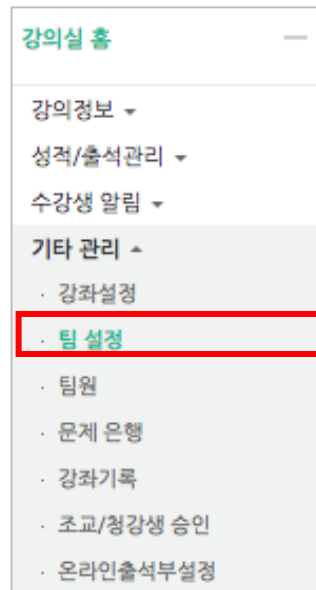 강의실 홈
강의정보
성적/출석관리
수강생 알림
기타 관리
· 강좌설정
· 팀 설정
· 팀원
· 문제 은행
· 강좌기록
· 조교/청강생 승인
· 온라인출석부설정